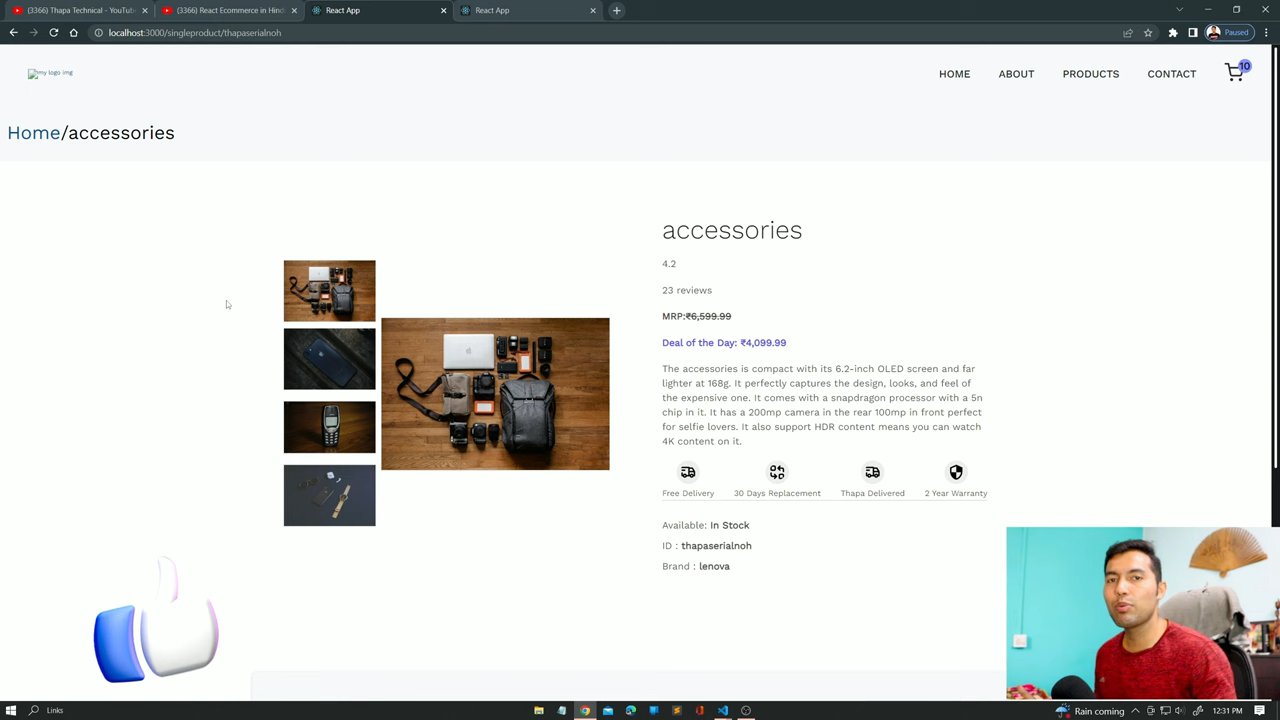 (3366) Thapa Technical - YouTub
(3366) React Ecommerce in Hind
React App
React App
localhost:3000/singleproduct/thapaserialnoh
Paused
my logo img
HOME
ABOUT
PRODUCTS
CONTACT
10
Home/accessories
accessories
4.2
23 reviews
MRP:₹6,599.99
Deal of the Day: ₹4,099.99
The accessories is compact with its 6.2-inch OLED screen and far
lighter at 168g. It perfectly captures the design, looks, and feel of
the expensive one. It comes with a snapdragon processor with a 5n
chip in it. It has a 200mp camera in the rear 100mp in front perfect
for selfie lovers. It also support HDR content means you can watch
4K content on it.
Free Delivery
30 Days Replacement
Thapa Delivered
2 Year Warranty
Available: In Stock
ID : thapaserialnoh
Brand : lenova
Links
Rain coming
12:31 PM